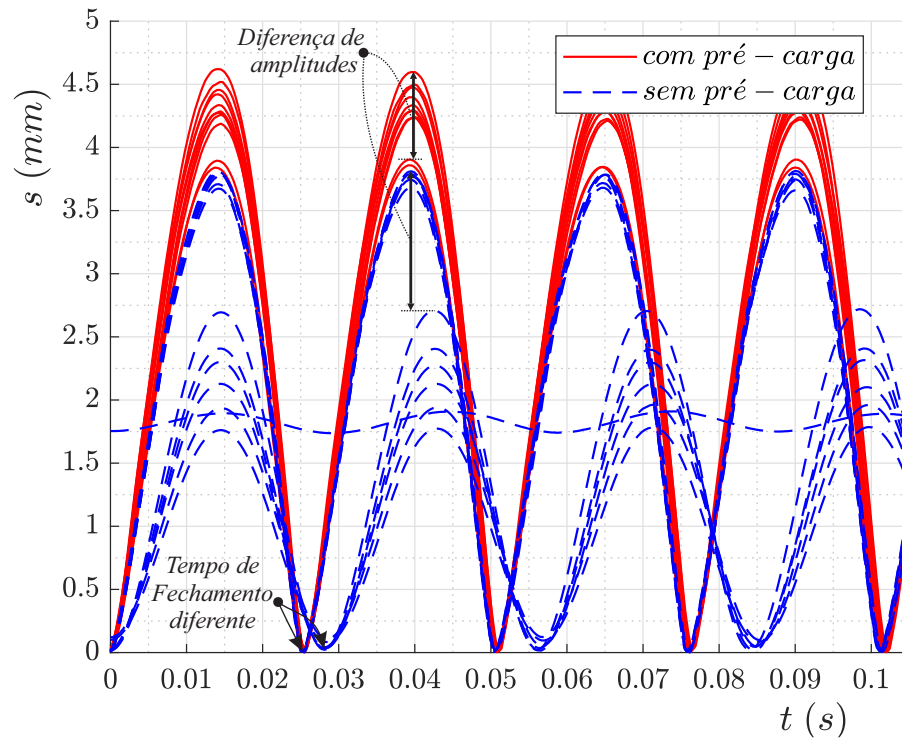 5
4.5
4
3.5
3
2.5
2
1.5
1
0.5
0
s (mm)
Diferença de
amplitudes
com pré − carga
sem pré − carga
Tempo de
Fechamento
diferente
0
0.01
0.02
0.03
0.04
0.05
0.06
0.07
0.08
0.09
0.1
t (s)